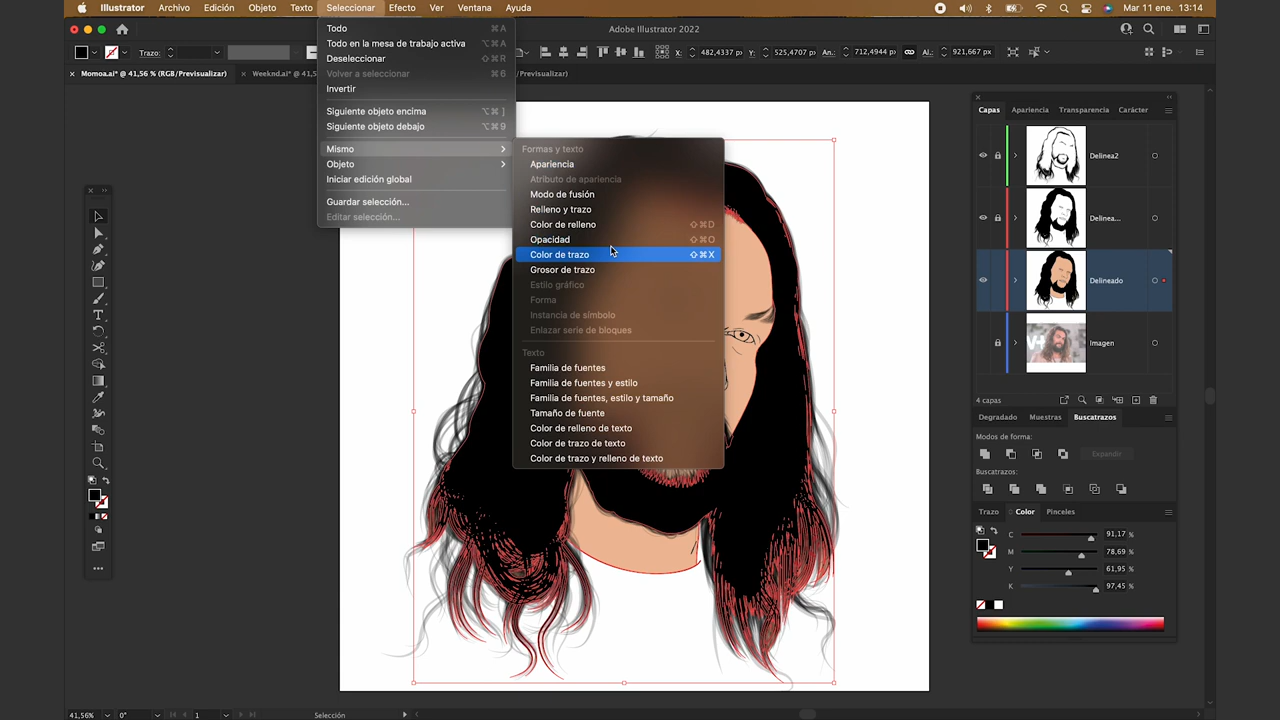 Illustrator Archivo Edición Objeto Texto Seleccionar Efecto Ver Ventana Ayuda Mar 11 ene. 13:14
Adobe Illustrator 2022
Trazo: X: 482,4337 px Y: 525,4707 px An.: 712,4944 px Al.: 921,667 px
Momoa.ai* @ 41,56 % (RGB/Previsualizar) Weeknd.ai* @ 41,5 /Previsualizar)
Todo ⌘A
Todo en la mesa de trabajo activa ⌥⌘A
Deseleccionar ⇧⌘R
Volver a seleccionar ⌘6
Invertir
Siguiente objeto encima ⌥⌘]
Siguiente objeto debajo ⌥⌘9
Mismo
Objeto
Iniciar edición global
Guardar selección...
Editar selección...
Formas y texto
Apariencia
Atributo de apariencia
Modo de fusión
Relleno y trazo
Color de relleno ⇧⌘D
Opacidad ⇧⌘O
Color de trazo ⇧⌘X
Grosor de trazo
Estilo gráfico
Forma
Instancia de símbolo
Enlazar serie de bloques
Texto
Familia de fuentes
Familia de fuentes y estilo
Familia de fuentes, estilo y tamaño
Tamaño de fuente
Color de relleno de texto
Color de trazo de texto
Color de trazo y relleno de texto
Capas Apariencia Transparencia Carácter
Delinea2
Delinea...
Delineado
Imagen
4 capas
Degradado Muestras Buscatrazos
Modos de forma:
Expandir
Buscatrazos:
Trazo Color Pinceles
C 91,17 %
M 78,69 %
Y 61,95 %
K 97,45 %
41,56% 0° 1 Selección